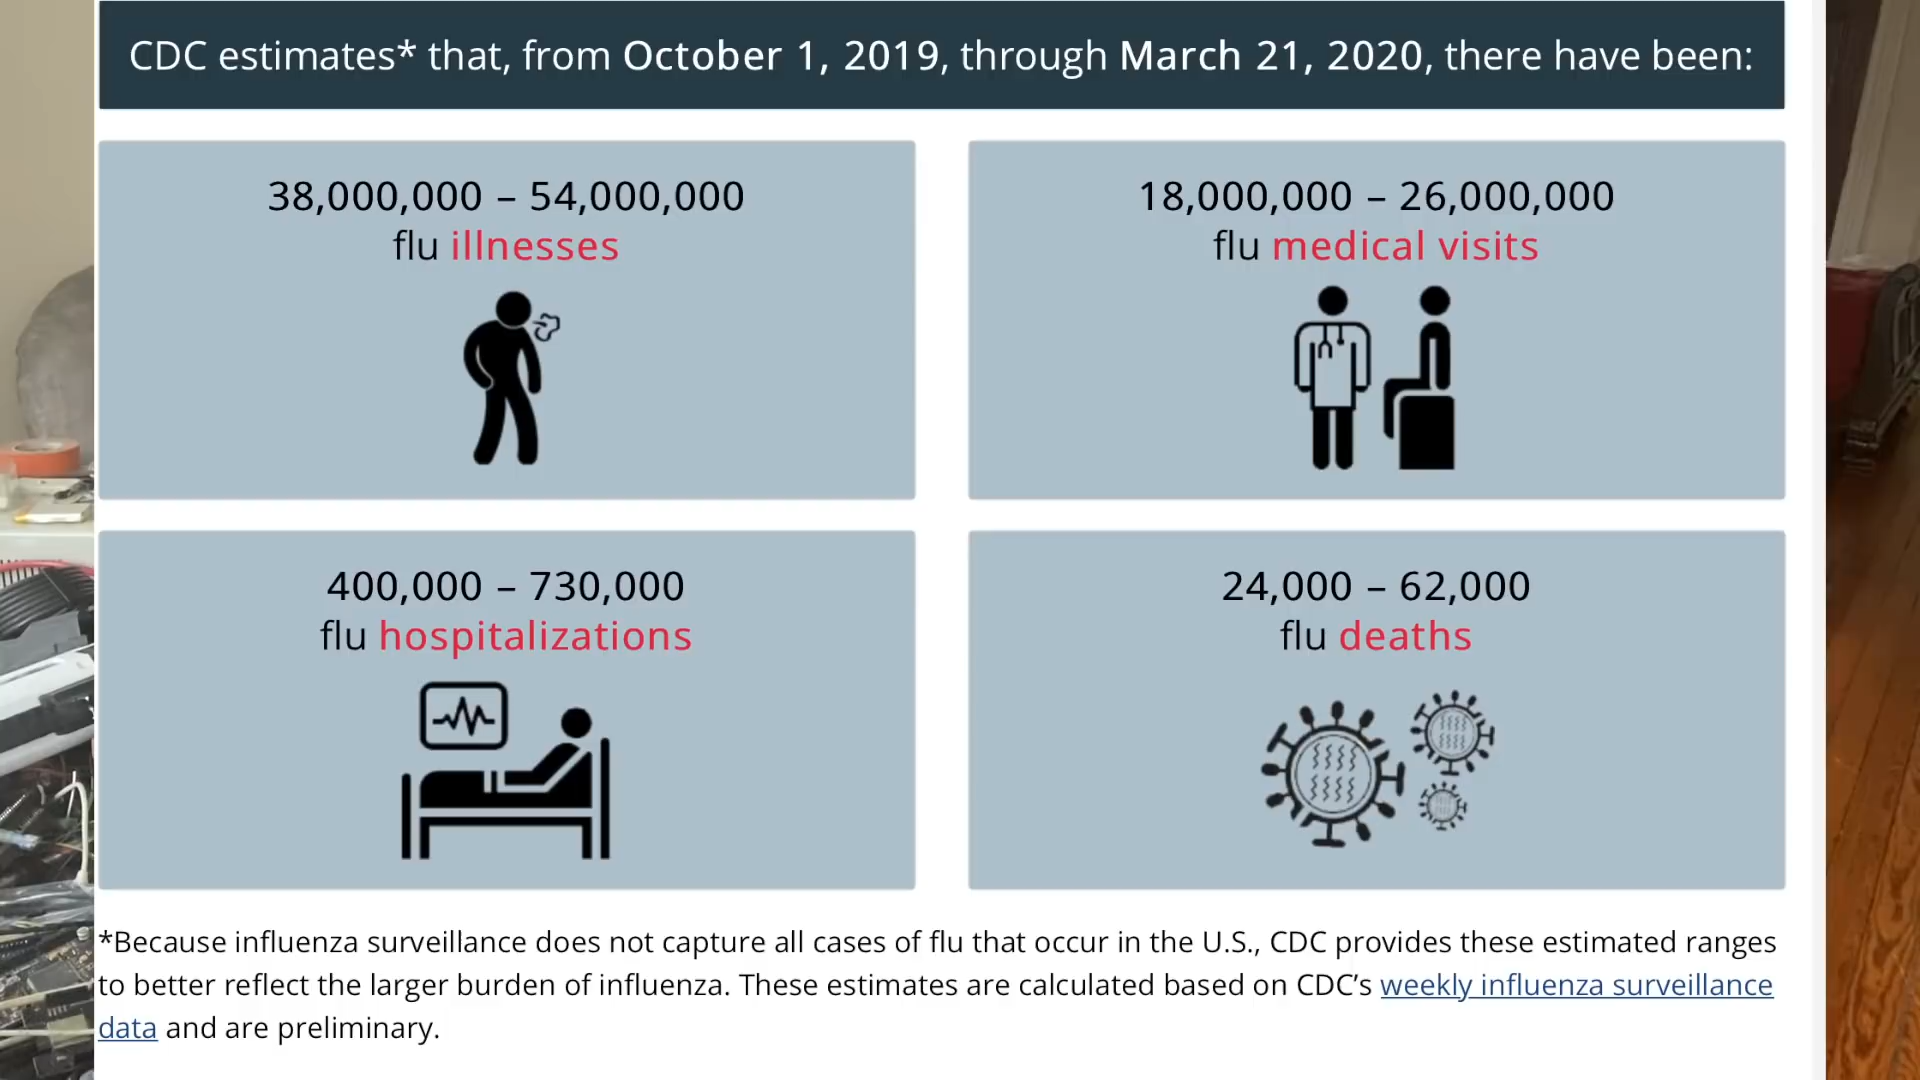 CDC estimates* that, from October 1, 2019, through March 21, 2020, there have been:
38,000,000 – 54,000,000
flu illnesses
18,000,000 – 26,000,000
flu medical visits
400,000 – 730,000
flu hospitalizations
24,000 – 62,000
flu deaths
*Because influenza surveillance does not capture all cases of flu that occur in the U.S., CDC provides these estimated ranges
to better reflect the larger burden of influenza. These estimates are calculated based on CDC’s weekly influenza surveillance
data and are preliminary.